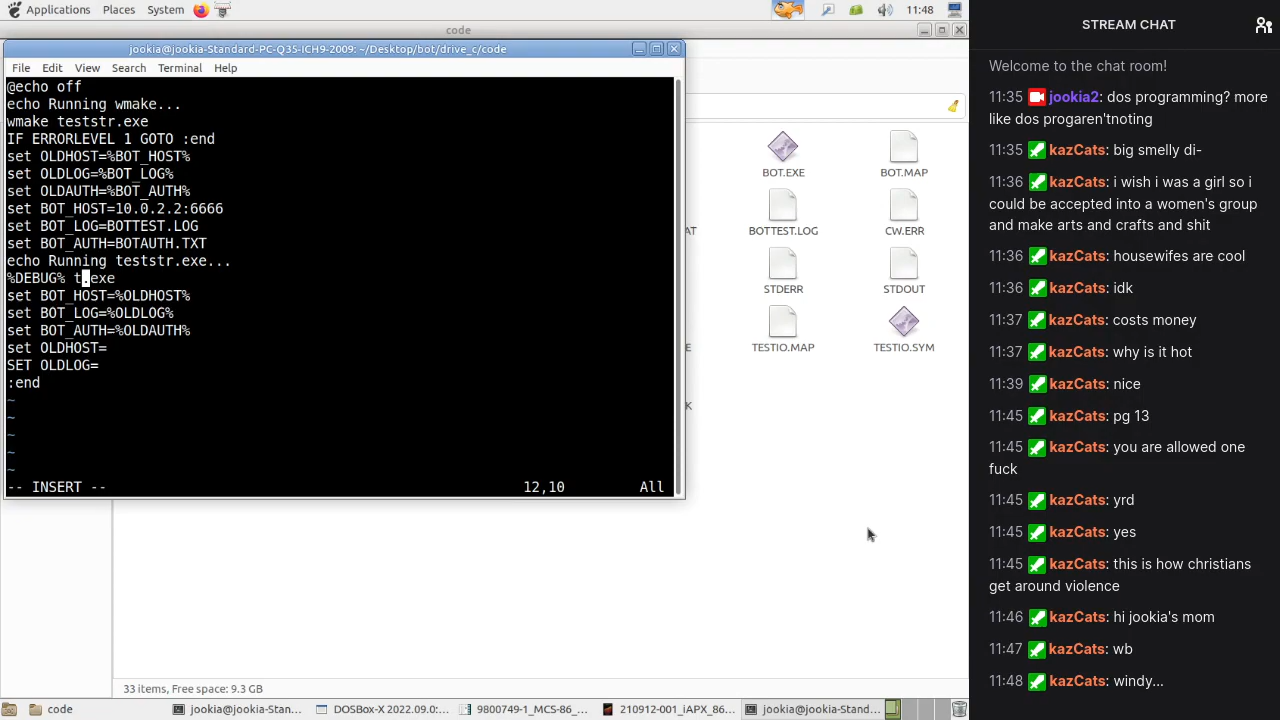 Applications Places System 11:48
code
jookia@jookia-Standard-PC-Q35-ICH9-2009: ~/Desktop/bot/drive_c/code
File Edit View Search Terminal Help
@echo off
echo Running wmake...
wmake teststr.exe
IF ERRORLEVEL 1 GOTO :end
set OLDHOST=%BOT_HOST%
set OLDLOG=%BOT_LOG%
set OLDAUTH=%BOT_AUTH%
set BOT_HOST=10.0.2.2:6666
set BOT_LOG=BOTTEST.LOG
set BOT_AUTH=BOTAUTH.TXT
echo Running teststr.exe...
%DEBUG% t.exe
set BOT_HOST=%OLDHOST%
set BOT_LOG=%OLDLOG%
set BOT_AUTH=%OLDAUTH%
set OLDHOST=
SET OLDLOG=
:end
~
~
~
~
~
-- INSERT -- 12,10 All
BOT.EXE BOT.MAP
AT BOTTEST.LOG CW.ERR
STDERR STDOUT
E TESTIO.MAP TESTIO.SYM
K
33 items, Free space: 9.3 GB
code jookia@jookia-Stan... DOSBox-X 2022.09.0:... 9800749-1_MCS-86_... 210912-001_iAPX_86... jookia@jookia-Stand...
STREAM CHAT
Welcome to the chat room!
11:35 jookia2: dos programming? more
like dos progaren'tnoting
11:35 kazCats: big smelly di-
11:36 kazCats: i wish i was a girl so i
could be accepted into a women's group
and make arts and crafts and shit
11:36 kazCats: housewifes are cool
11:36 kazCats: idk
11:37 kazCats: costs money
11:37 kazCats: why is it hot
11:39 kazCats: nice
11:45 kazCats: pg 13
11:45 kazCats: you are allowed one
fuck
11:45 kazCats: yrd
11:45 kazCats: yes
11:45 kazCats: this is how christians
get around violence
11:46 kazCats: hi jookia's mom
11:47 kazCats: wb
11:48 kazCats: windy...